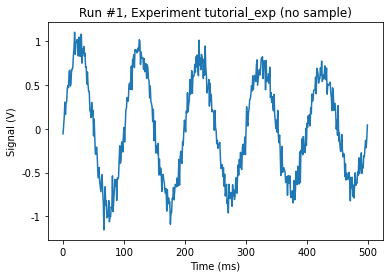 Run #1, Experiment tutorial_exp (no sample)
Signal (V)
1
0.5
0
-0.5
-1
0 100 200 300 400 500
Time (ms)